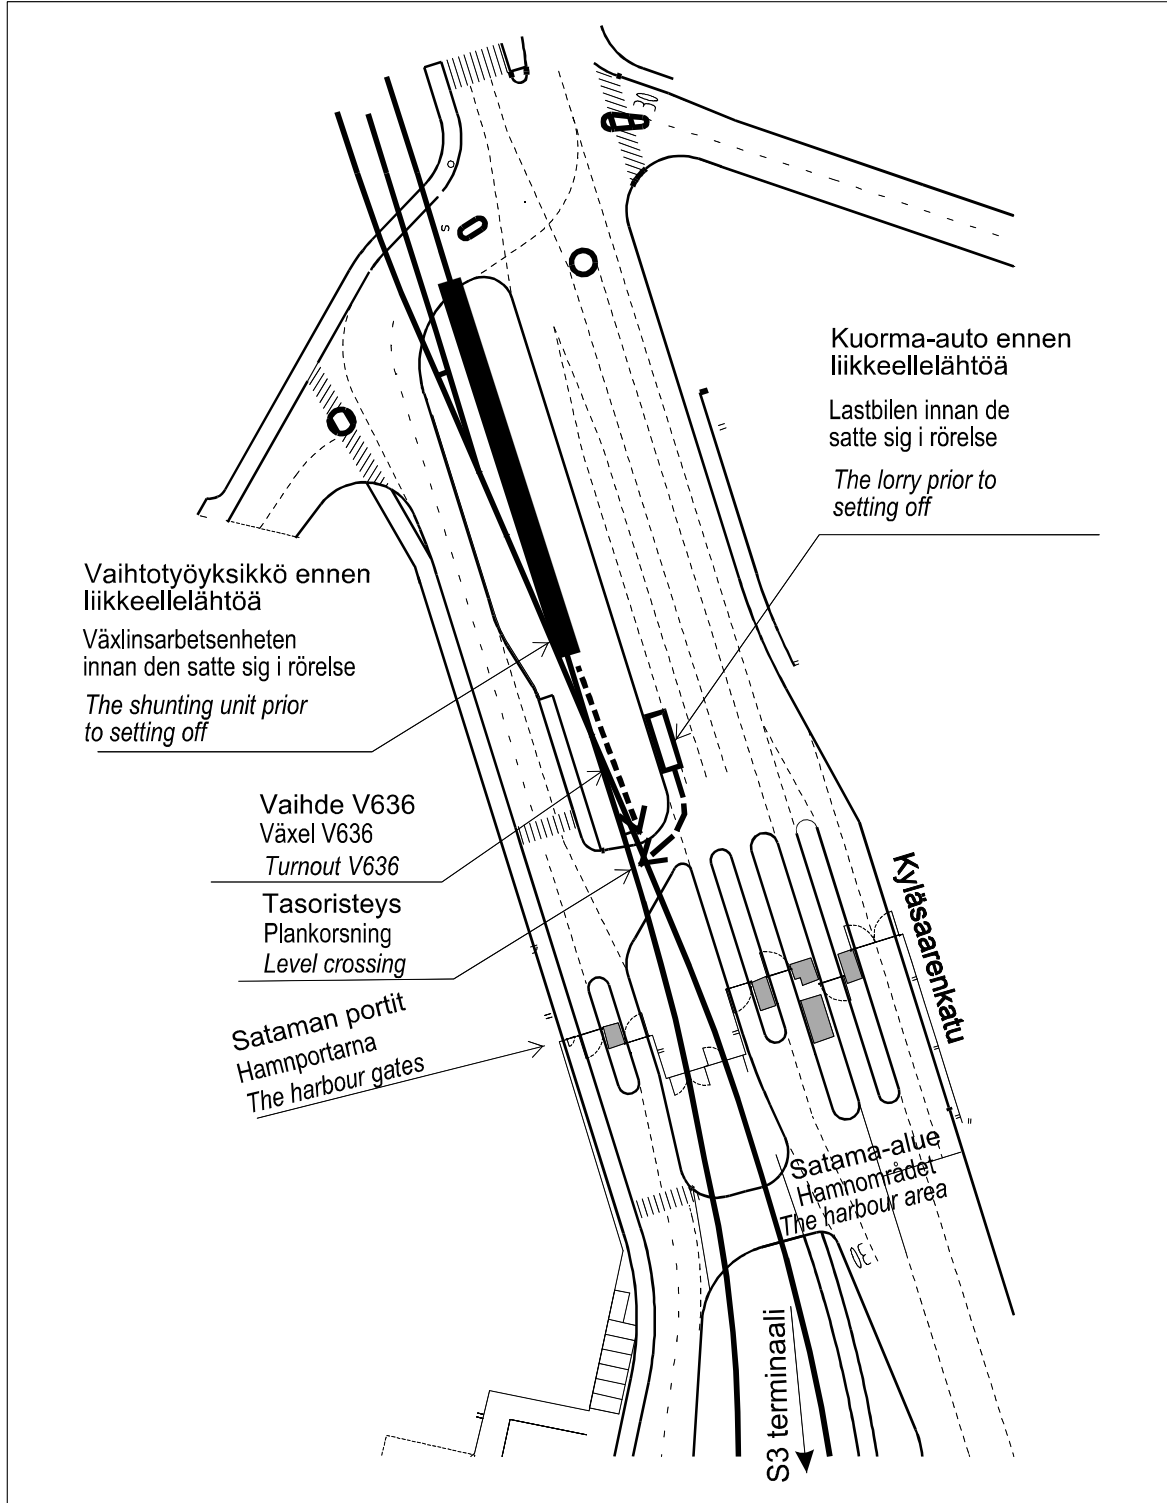 30
O
S
Kuorma-auto ennen
liikkeellelähtöä
Lastbilen innan de
satte sig i rörelse
The lorry prior to
setting off
Vaihtotyöyksikkö ennen
liikkeellelähtöä
Växlinsarbetsenheten
innan den satte sig i rörelse
The shunting unit prior
to setting off
Vaihde V636
Växel V636
Turnout V636
Tasoristeys
Plankorsning
Level crossing
Kyläsaarenkatu
Sataman portit
Hamnportarna
The harbour gates
Satama-alue
Hamnområdet
The harbour area
30
S3 terminaali